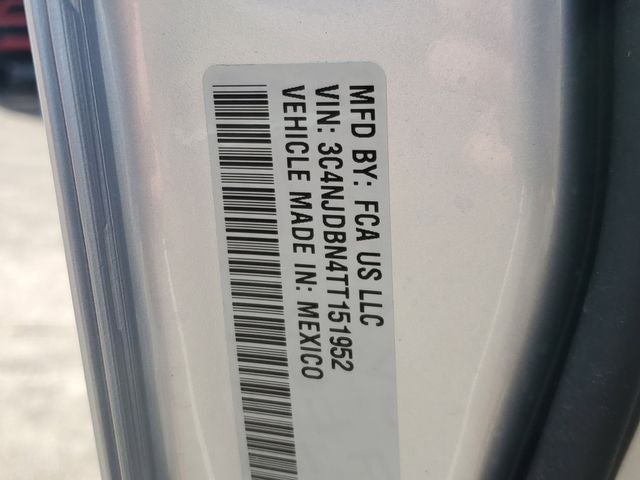 MFD BY: FCA US LLC
VIN: 3C4NJDBN4TT151952
VEHICLE MADE IN: MEXICO